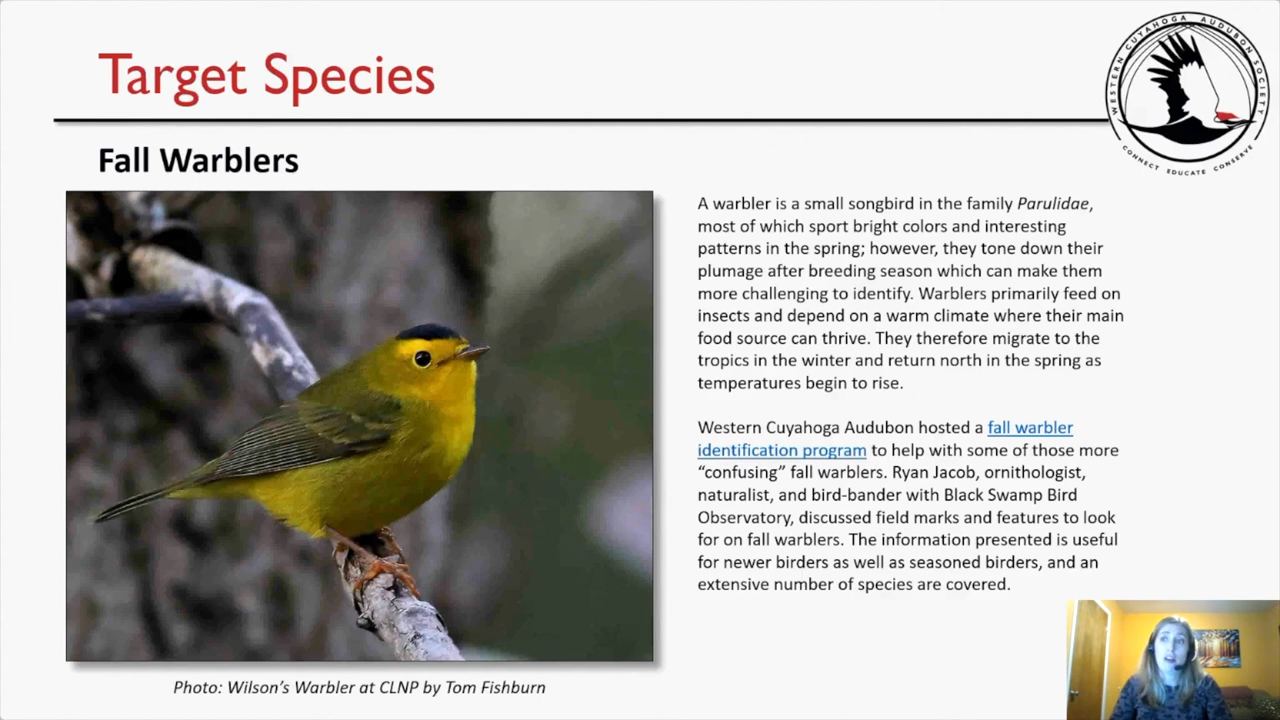 Target Species
WESTERN CUYAHOGA AUDUBON SOCIETY
CONNECT EDUCATE CONSERVE
Fall Warblers
A warbler is a small songbird in the family Parulidae,
most of which sport bright colors and interesting
patterns in the spring; however, they tone down their
plumage after breeding season which can make them
more challenging to identify. Warblers primarily feed on
insects and depend on a warm climate where their main
food source can thrive. They therefore migrate to the
tropics in the winter and return north in the spring as
temperatures begin to rise.
Western Cuyahoga Audubon hosted a fall warbler
identification program to help with some of those more
“confusing” fall warblers. Ryan Jacob, ornithologist,
naturalist, and bird-bander with Black Swamp Bird
Observatory, discussed field marks and features to look
for on fall warblers. The information presented is useful
for newer birders as well as seasoned birders, and an
extensive number of species are covered.
Photo: Wilson’s Warbler at CLNP by Tom Fishburn